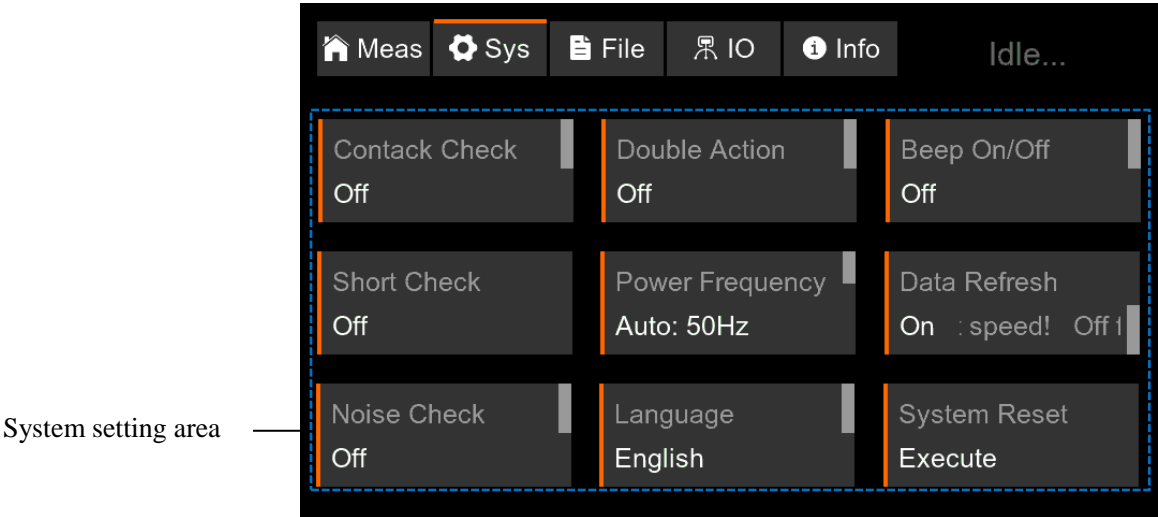 Meas Sys File IO Info Idle...
Contack Check Double Action Beep On/Off
Off Off Off
Short Check Power Frequency Data Refresh
Off Auto: 50Hz On : speed! Off f
Noise Check Language System Reset
Off English Execute
System setting area